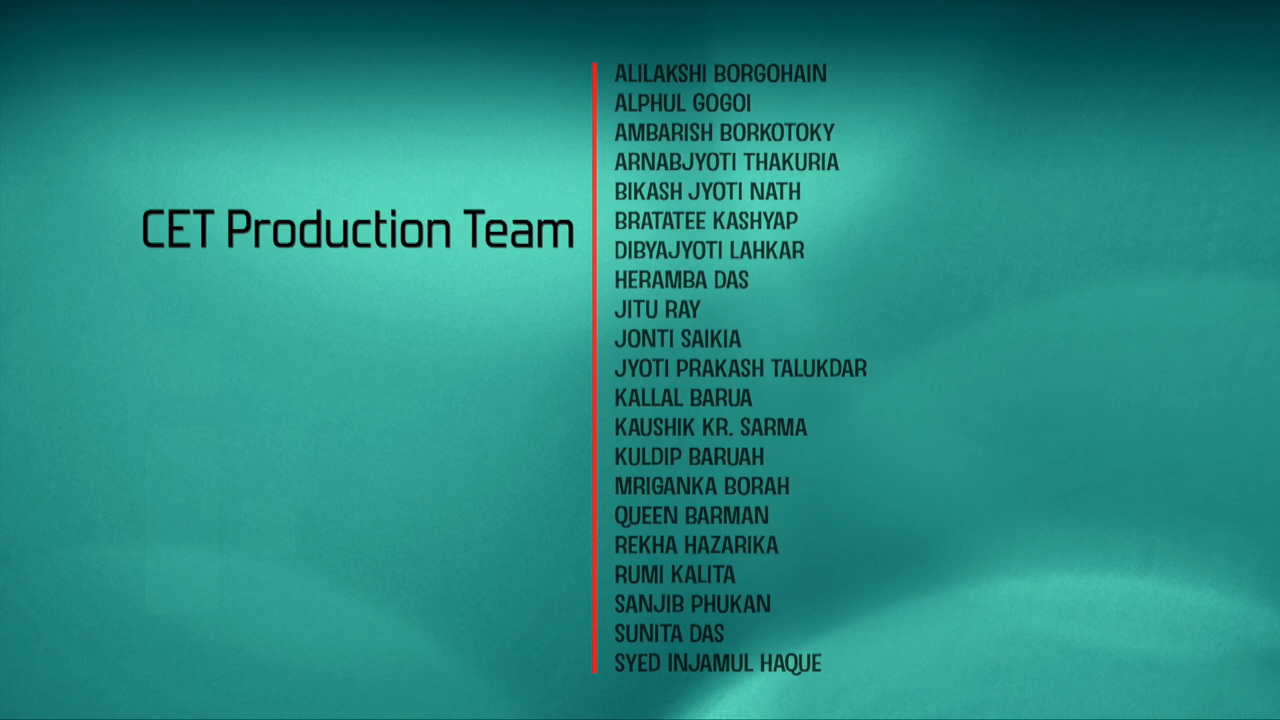 CET Production Team
ALILAKSHI BORGOHAIN
ALPHUL GOGOI
AMBARISH BORKOTOKY
ARNABJYOTI THAKURIA
BIKASH JYOTI NATH
BRATATEE KASHYAP
DIBYAJYOTI LAHKAR
HERAMBA DAS
JITU RAY
JONTI SAIKIA
JYOTI PRAKASH TALUKDAR
KALLAL BARUA
KAUSHIK KR. SARMA
KULDIP BARUAH
MRIGANKA BORAH
QUEEN BARMAN
REKHA HAZARIKA
RUMI KALITA
SANJIB PHUKAN
SUNITA DAS
SYED INJAMUL HAQUE